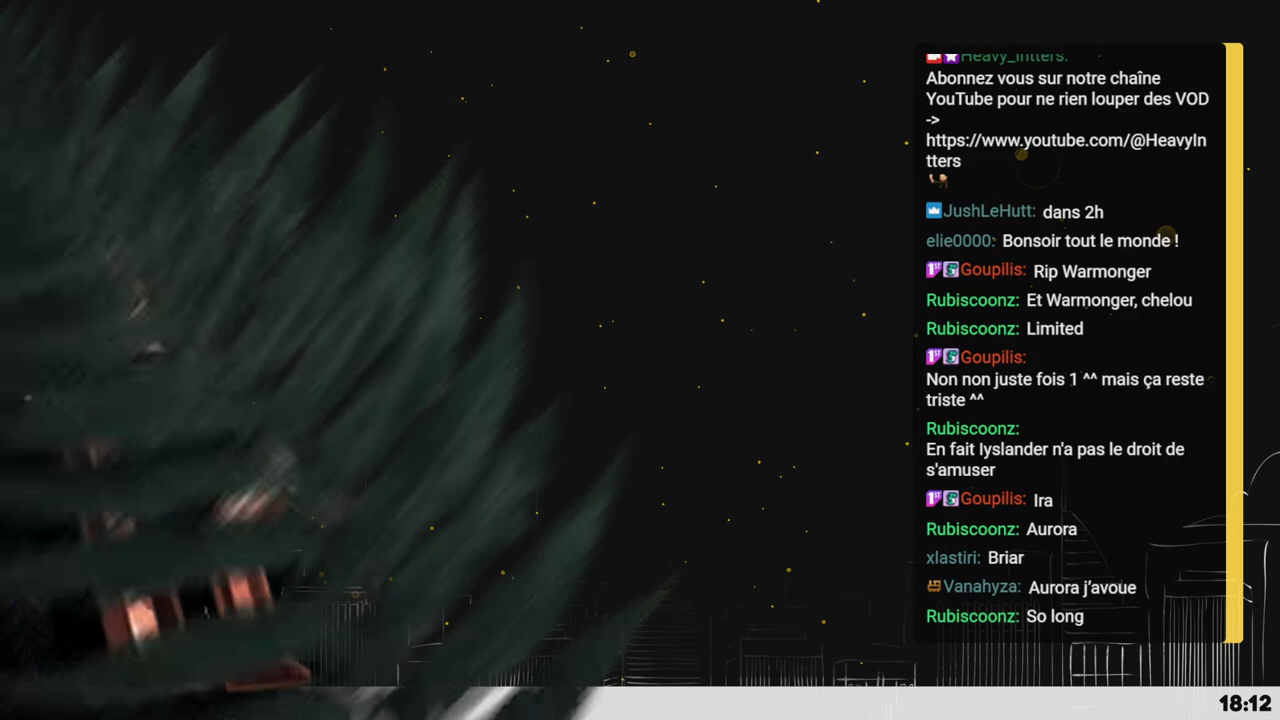 Heavy_Intters:
Abonnez vous sur notre chaîne
YouTube pour ne rien louper des VOD
->
https://www.youtube.com/@HeavyIn
tters
JushLeHutt: dans 2h
elie0000: Bonsoir tout le monde !
Goupilis: Rip Warmonger
Rubiscoonz: Et Warmonger, chelou
Rubiscoonz: Limited
Goupilis:
Non non juste fois 1 ^^ mais ça reste
triste ^^
Rubiscoonz:
En fait Iyslander n'a pas le droit de
s'amuser
Goupilis: Ira
Rubiscoonz: Aurora
xlastiri: Briar
Vanahyza: Aurora j’avoue
Rubiscoonz: So long
18:12